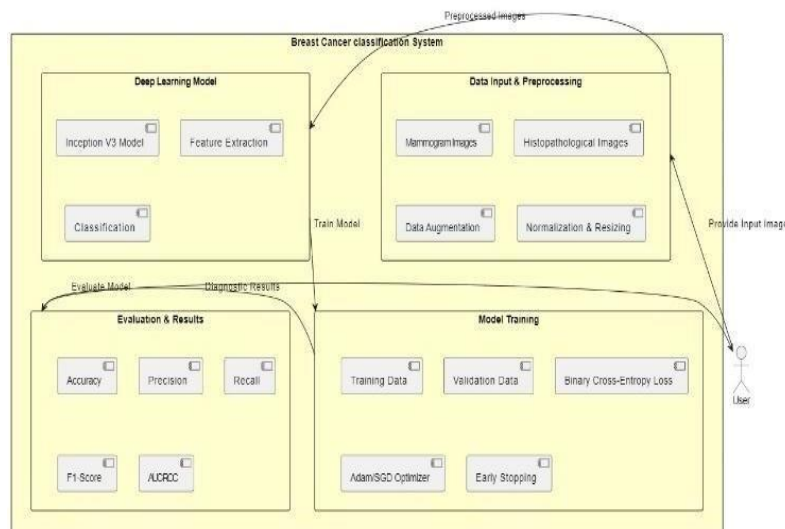 Preprocessed Images
Breast Cancer classification System
Deep Learning Model
Data Input & Preprocessing
Inception V3 Model
Feature Extraction
Mammogram Images
Histopathological Images
Classification
Data Augmentation
Normalization & Resizing
Train Model
Provide Input Image
Evaluate Model
Diagnostic Results
Evaluation & Results
Model Training
Accuracy
Precision
Recall
Training Data
Validation Data
Binary Cross-Entropy Loss
User
F1-Score
AUCROC
Adam/SGD Optimizer
Early Stopping